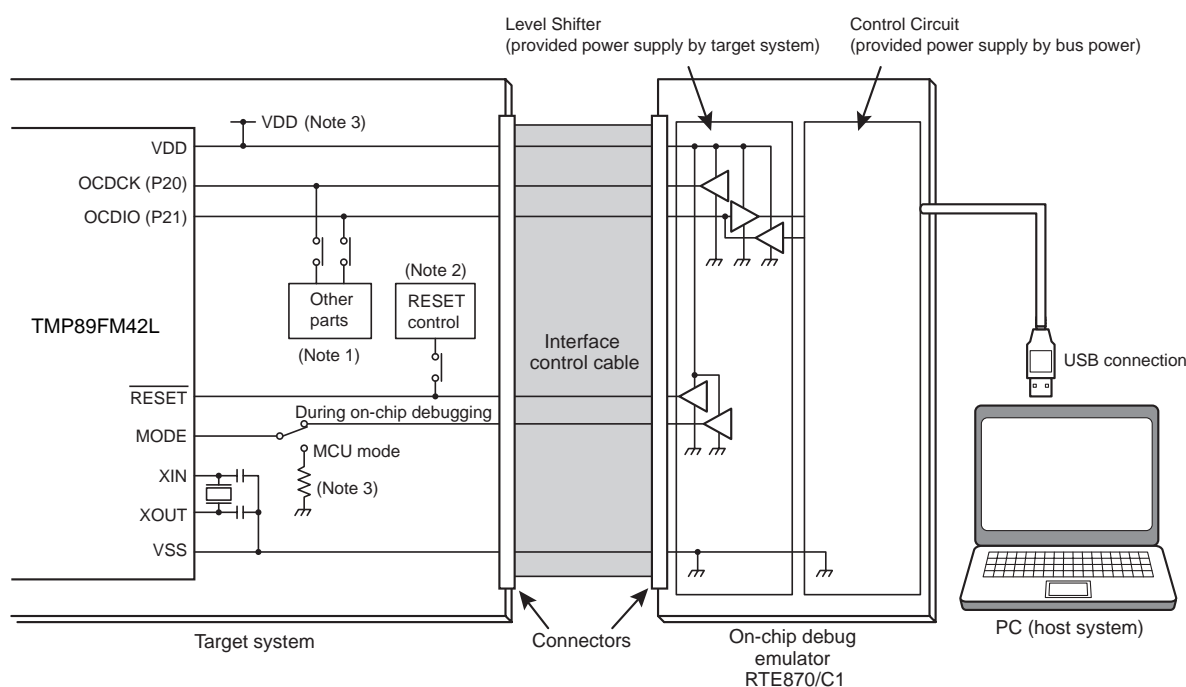 Level Shifter
(provided power supply by target system)
Control Circuit
(provided power supply by bus power)
VDD (Note 3)
VDD
OCDCK (P20)
OCDIO (P21)
(Note 2)
Other
parts
RESET
control
TMP89FM42L
(Note 1)
Interface
control cable
USB connection
RESET
During on-chip debugging
MODE
MCU mode
XIN
(Note 3)
XOUT
VSS
Target system
Connectors
On-chip debug
emulator
RTE870/C1
PC (host system)